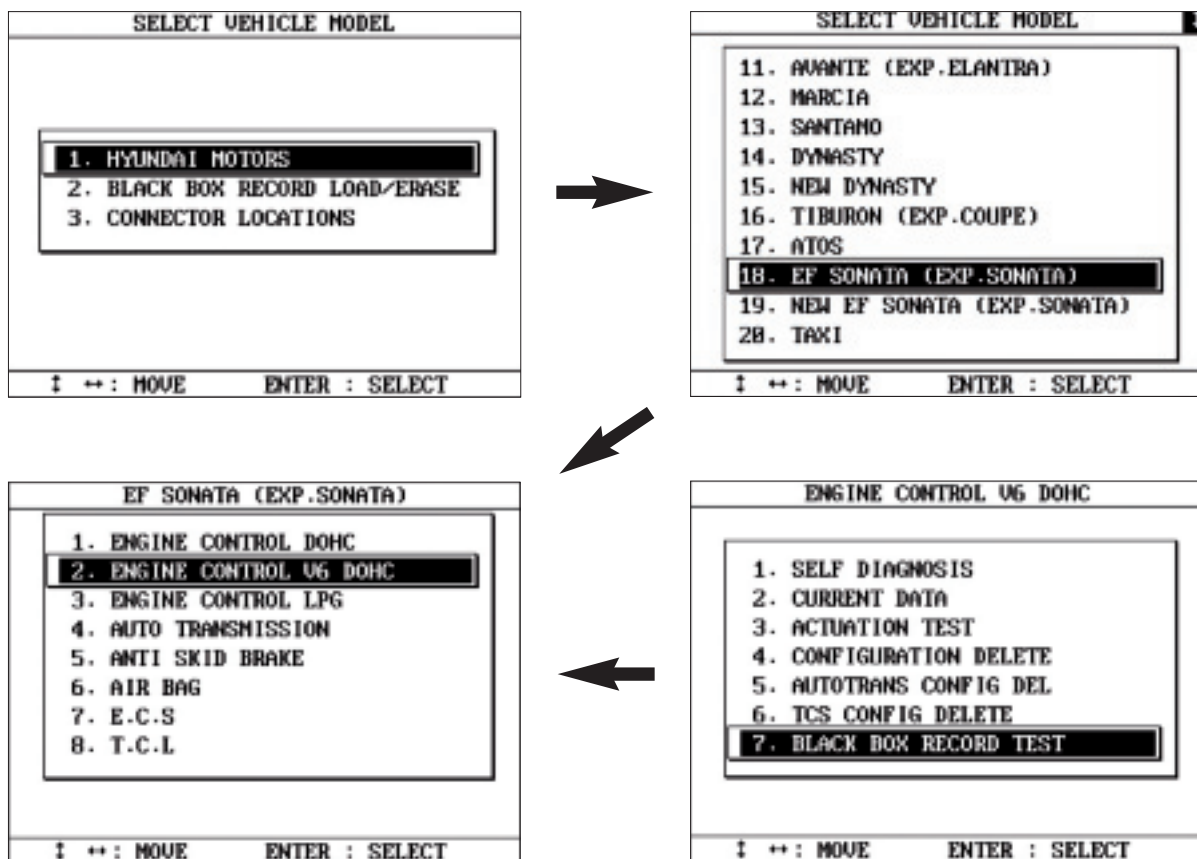 SELECT VEHICLE MODEL
1. HYUNDAI MOTORS
2. BLACK BOX RECORD LOAD/ERASE
3. CONNECTOR LOCATIONS
↕ ↔: MOVE ENTER : SELECT
SELECT VEHICLE MODEL
11. AVANTE (EXP.ELANTRA)
12. MARCIA
13. SANTAMO
14. DYNASTY
15. NEW DYNASTY
16. TIBURON (EXP.COUPE)
17. ATOS
18. EF SONATA (EXP.SONATA)
19. NEW EF SONATA (EXP.SONATA)
20. TAXI
↕ ↔: MOVE ENTER : SELECT
EF SONATA (EXP.SONATA)
1. ENGINE CONTROL DOHC
2. ENGINE CONTROL V6 DOHC
3. ENGINE CONTROL LPG
4. AUTO TRANSMISSION
5. ANTI SKID BRAKE
6. AIR BAG
7. E.C.S
8. T.C.L
↕ ↔: MOVE ENTER : SELECT
ENGINE CONTROL V6 DOHC
1. SELF DIAGNOSIS
2. CURRENT DATA
3. ACTUATION TEST
4. CONFIGURATION DELETE
5. AUTOTRANS CONFIG DEL
6. TCS CONFIG DELETE
7. BLACK BOX RECORD TEST
↕ ↔: MOVE ENTER : SELECT